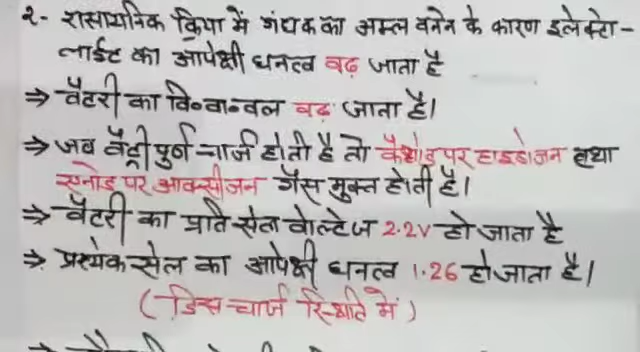 २- रासायनिक क्रिया में गंधक का अम्ल बनने के कारण इलेक्टो-
लाईट का आपेक्षी घनत्व बढ़ जाता है
⇒ बैटरी का वि०वा०बल बढ़ जाता है।
⇒ जब बैट्री पुर्ण चार्ज होती है तो कैथोड पर हाइड्रोजन तथा
एनोड पर आक्सीजन गैस मुक्त होती है।
⇒ बैटरी का प्रति सेल वोल्टेज 2.2V हो जाता है
⇒ प्रत्येक सेल का आपेक्षी घनत्व 1.26 हो जाता है।
(डिस्चार्ज स्थिति में)